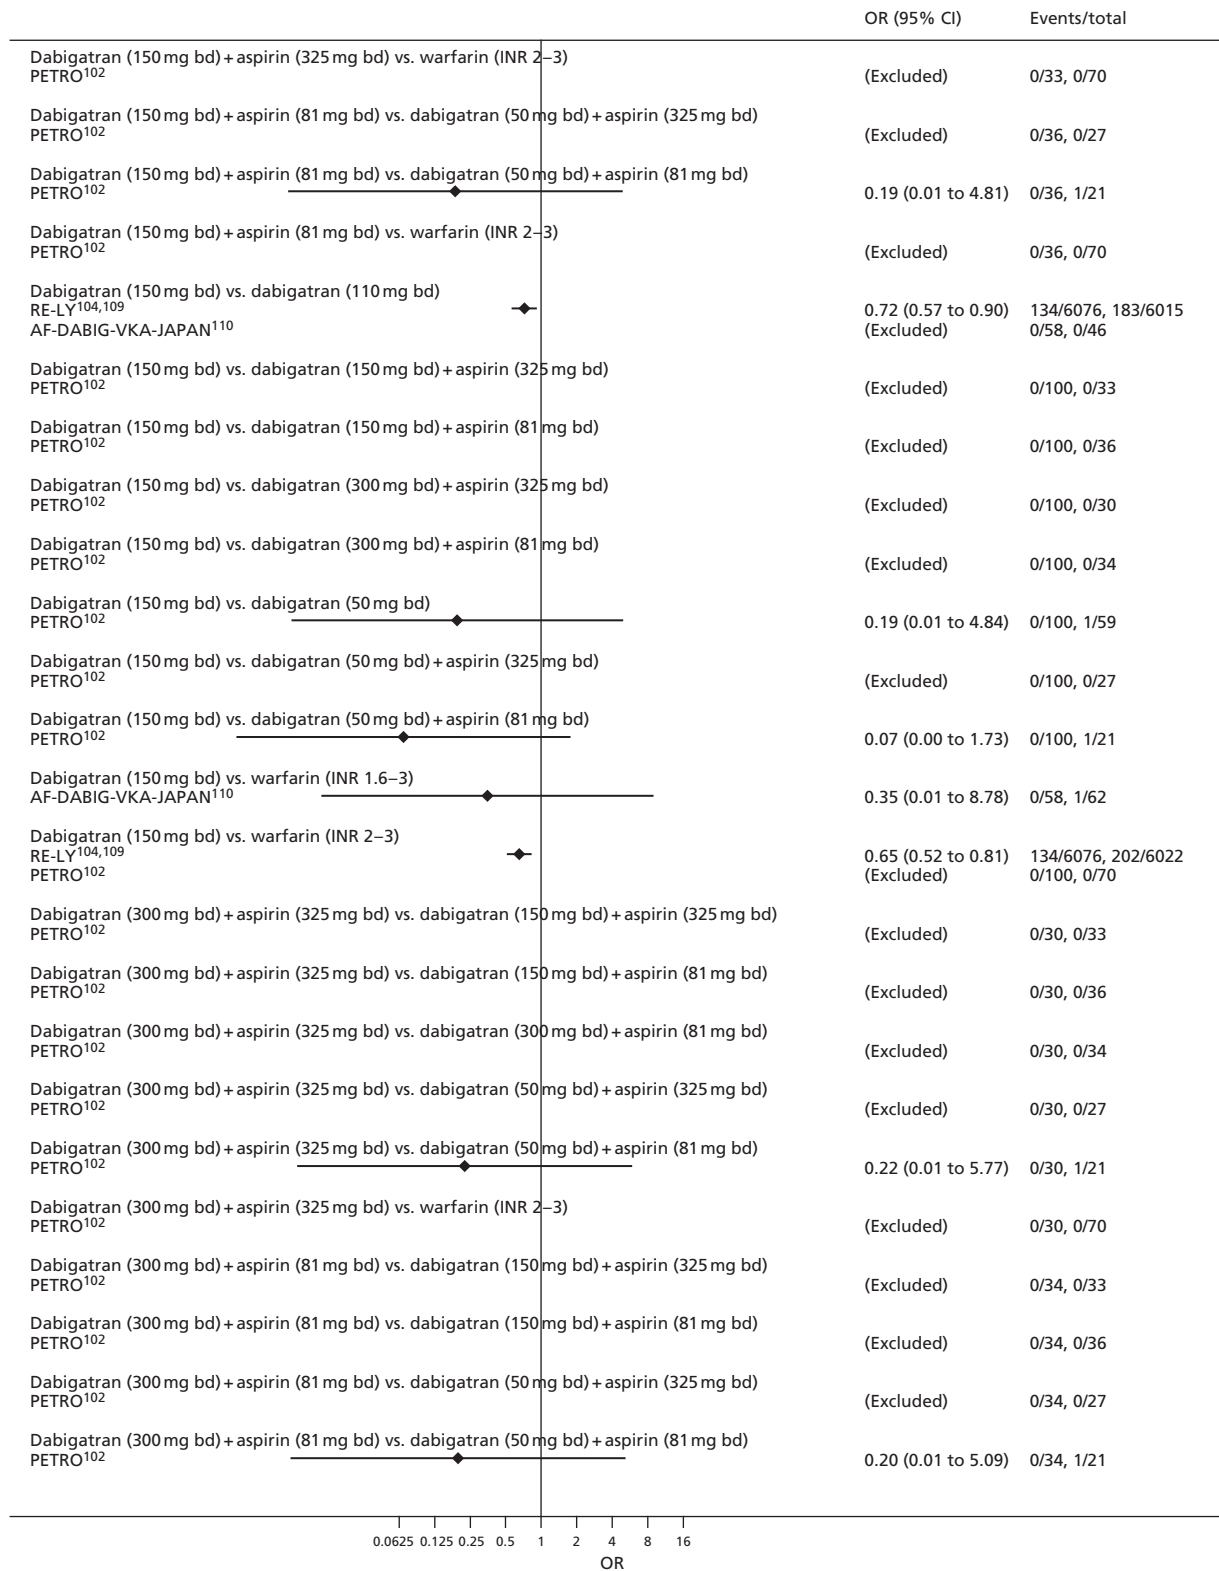 OR (95% CI) Events/total
Dabigatran (150 mg bd) + aspirin (325 mg bd) vs. warfarin (INR 2–3)
PETRO102 (Excluded) 0/33, 0/70
Dabigatran (150 mg bd) + aspirin (81 mg bd) vs. dabigatran (50 mg bd) + aspirin (325 mg bd)
PETRO102 (Excluded) 0/36, 0/27
Dabigatran (150 mg bd) + aspirin (81 mg bd) vs. dabigatran (50 mg bd) + aspirin (81 mg bd)
PETRO102 0.19 (0.01 to 4.81) 0/36, 1/21
Dabigatran (150 mg bd) + aspirin (81 mg bd) vs. warfarin (INR 2–3)
PETRO102 (Excluded) 0/36, 0/70
Dabigatran (150 mg bd) vs. dabigatran (110 mg bd)
RE-LY104,109 0.72 (0.57 to 0.90) 134/6076, 183/6015
AF-DABIG-VKA-JAPAN110 (Excluded) 0/58, 0/46
Dabigatran (150 mg bd) vs. dabigatran (150 mg bd) + aspirin (325 mg bd)
PETRO102 (Excluded) 0/100, 0/33
Dabigatran (150 mg bd) vs. dabigatran (150 mg bd) + aspirin (81 mg bd)
PETRO102 (Excluded) 0/100, 0/36
Dabigatran (150 mg bd) vs. dabigatran (300 mg bd) + aspirin (325 mg bd)
PETRO102 (Excluded) 0/100, 0/30
Dabigatran (150 mg bd) vs. dabigatran (300 mg bd) + aspirin (81 mg bd)
PETRO102 (Excluded) 0/100, 0/34
Dabigatran (150 mg bd) vs. dabigatran (50 mg bd)
PETRO102 0.19 (0.01 to 4.84) 0/100, 1/59
Dabigatran (150 mg bd) vs. dabigatran (50 mg bd) + aspirin (325 mg bd)
PETRO102 (Excluded) 0/100, 0/27
Dabigatran (150 mg bd) vs. dabigatran (50 mg bd) + aspirin (81 mg bd)
PETRO102 0.07 (0.00 to 1.73) 0/100, 1/21
Dabigatran (150 mg bd) vs. warfarin (INR 1.6–3)
AF-DABIG-VKA-JAPAN110 0.35 (0.01 to 8.78) 0/58, 1/62
Dabigatran (150 mg bd) vs. warfarin (INR 2–3)
RE-LY104,109 0.65 (0.52 to 0.81) 134/6076, 202/6022
PETRO102 (Excluded) 0/100, 0/70
Dabigatran (300 mg bd) + aspirin (325 mg bd) vs. dabigatran (150 mg bd) + aspirin (325 mg bd)
PETRO102 (Excluded) 0/30, 0/33
Dabigatran (300 mg bd) + aspirin (325 mg bd) vs. dabigatran (150 mg bd) + aspirin (81 mg bd)
PETRO102 (Excluded) 0/30, 0/36
Dabigatran (300 mg bd) + aspirin (325 mg bd) vs. dabigatran (300 mg bd) + aspirin (81 mg bd)
PETRO102 (Excluded) 0/30, 0/34
Dabigatran (300 mg bd) + aspirin (325 mg bd) vs. dabigatran (50 mg bd) + aspirin (325 mg bd)
PETRO102 (Excluded) 0/30, 0/27
Dabigatran (300 mg bd) + aspirin (325 mg bd) vs. dabigatran (50 mg bd) + aspirin (81 mg bd)
PETRO102 0.22 (0.01 to 5.77) 0/30, 1/21
Dabigatran (300 mg bd) + aspirin (325 mg bd) vs. warfarin (INR 2–3)
PETRO102 (Excluded) 0/30, 0/70
Dabigatran (300 mg bd) + aspirin (81 mg bd) vs. dabigatran (150 mg bd) + aspirin (325 mg bd)
PETRO102 (Excluded) 0/34, 0/33
Dabigatran (300 mg bd) + aspirin (81 mg bd) vs. dabigatran (150 mg bd) + aspirin (81 mg bd)
PETRO102 (Excluded) 0/34, 0/36
Dabigatran (300 mg bd) + aspirin (81 mg bd) vs. dabigatran (50 mg bd) + aspirin (325 mg bd)
PETRO102 (Excluded) 0/34, 0/27
Dabigatran (300 mg bd) + aspirin (81 mg bd) vs. dabigatran (50 mg bd) + aspirin (81 mg bd)
PETRO102 0.20 (0.01 to 5.09) 0/34, 1/21
0.0625 0.125 0.25 0.5 1 2 4 8 16
OR